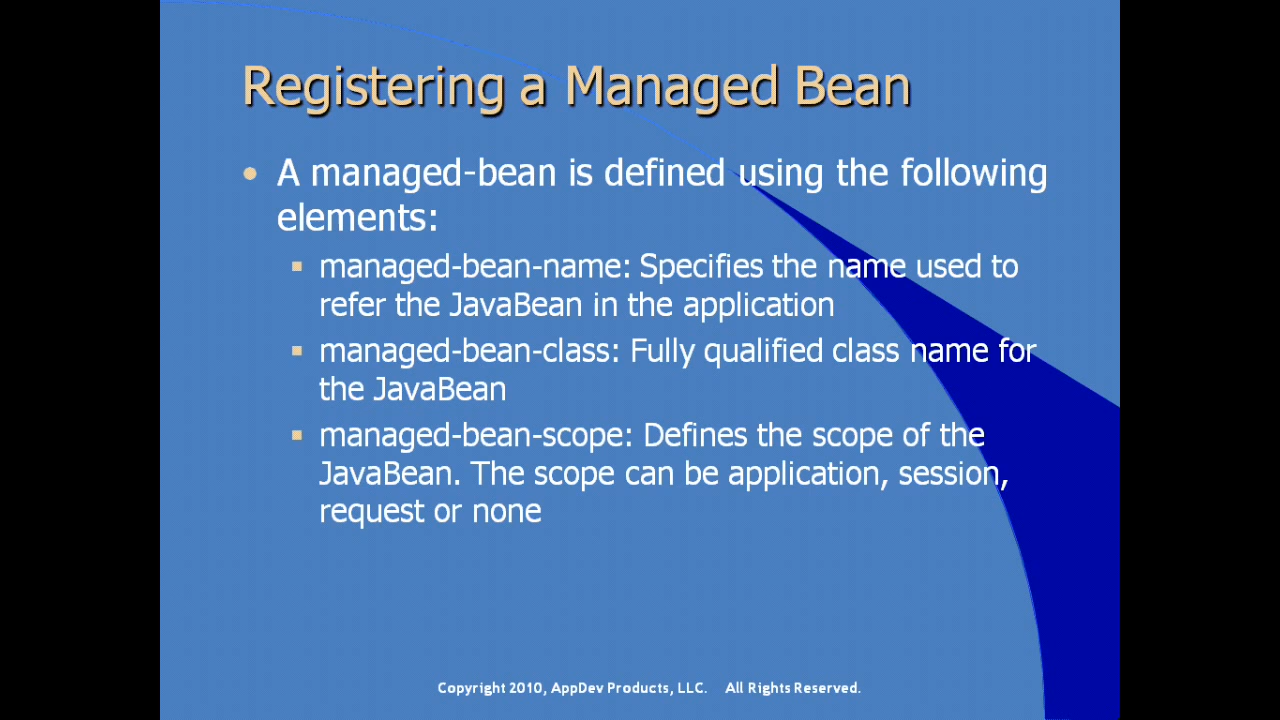 Registering a Managed Bean
• A managed-bean is defined using the following
elements:
▪ managed-bean-name: Specifies the name used to
refer the JavaBean in the application
▪ managed-bean-class: Fully qualified class name for
the JavaBean
▪ managed-bean-scope: Defines the scope of the
JavaBean. The scope can be application, session,
request or none
Copyright 2010, AppDev Products, LLC. All Rights Reserved.